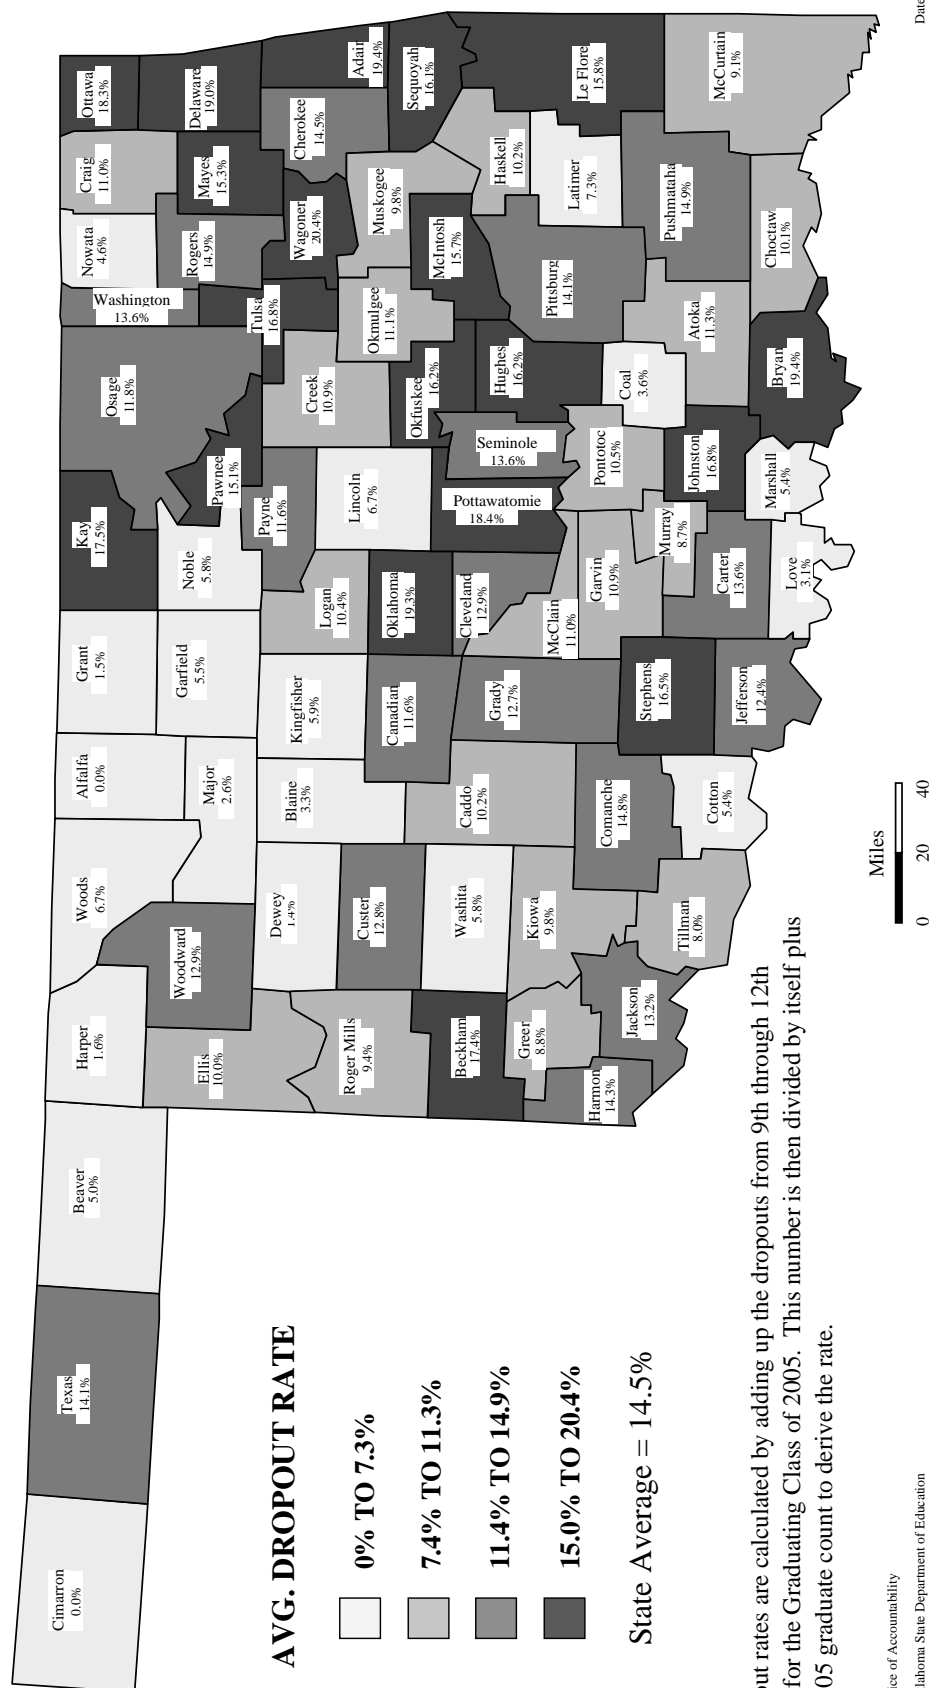 Cimarron
0.0%
Texas
14.1%
Beaver
5.0%
Harper
1.6%
Woods
6.7%
Alfalfa
0.0%
Grant
1.5%
Kay
17.5%
Osage
11.8%
Washington
13.6%
Nowata
4.6%
Craig
11.0%
Ottawa
18.3%
Ellis
10.0%
Woodward
12.9%
Major
2.6%
Garfield
5.5%
Noble
5.8%
Pawnee
15.1%
Rogers
14.9%
Mayes
15.3%
Delaware
19.0%
Roger Mills
9.4%
Dewey
1.4%
Blaine
3.3%
Kingfisher
5.9%
Logan
10.4%
Payne
11.6%
Creek
10.9%
Tulsa
16.8%
Wagoner
20.4%
Cherokee
14.5%
Adair
19.4%
Custer
12.8%
Canadian
11.6%
Oklahoma
19.3%
Lincoln
6.7%
Okfuskee
16.2%
Okmulgee
11.1%
Muskogee
9.8%
Sequoyah
16.1%
Beckham
17.4%
Washita
5.8%
Caddo
10.2%
Grady
12.7%
Cleveland
12.9%
Pottawatomie
18.4%
Seminole
13.6%
Hughes
16.2%
McIntosh
15.7%
Haskell
10.2%
Harmon
14.3%
Greer
8.8%
Kiowa
9.8%
McClain
11.0%
Garvin
10.9%
Pontotoc
10.5%
Pittsburg
14.1%
Latimer
7.3%
Le Flore
15.8%
Jackson
13.2%
Comanche
14.8%
Stephens
16.5%
Murray
8.7%
Coal
3.6%
Pushmataha
14.9%
Tillman
8.0%
Cotton
5.4%
Jefferson
12.4%
Carter
13.6%
Johnston
16.8%
Atoka
11.3%
McCurtain
9.1%
Love
3.1%
Marshall
5.4%
Bryan
19.4%
Choctaw
10.1%
AVG. DROPOUT RATE
0% TO 7.3%
7.4% TO 11.3%
11.4% TO 14.9%
15.0% TO 20.4%
State Average = 14.5%
out rates are calculated by adding up the dropouts from 9th through 12th
for the Graduating Class of 2005.  This number is then divided by itself plus
05 graduate count to derive the rate.
Miles
0 20 40
ice of Accountability
lahoma State Department of Education
Date